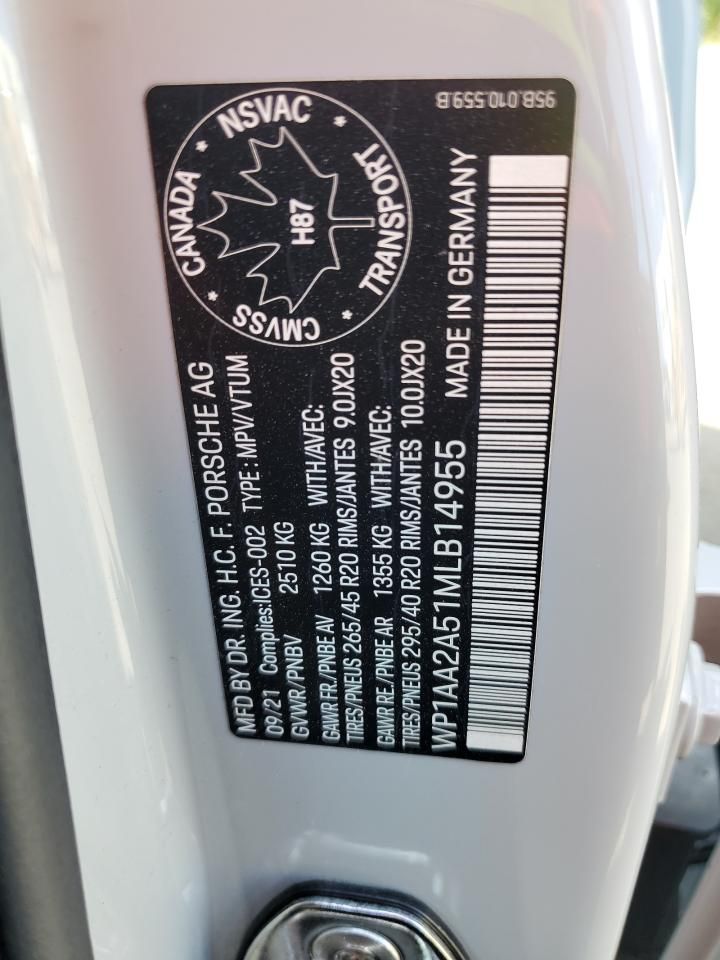 MFD BY DR. ING. H.C. F. PORSCHE AG
09/21 Complies:ICES-002 TYPE: MPV/VTUM
GVWR/PNBV 2510 KG
GAWR FR./PNBE AV 1260 KG WITH/AVEC:
TIRES/PNEUS 265/45 R20 RIMS/JANTES 9.0JX20
GAWR RE./PNBE AR 1355 KG WITH/AVEC:
TIRES/PNEUS 295/40 R20 RIMS/JANTES 10.0JX20
WP1AA2A51MLB14955 MADE IN GERMANY
CANADA * NSVAC *
H87
CMVSS * TRANSPORT *
95B.010.559.B